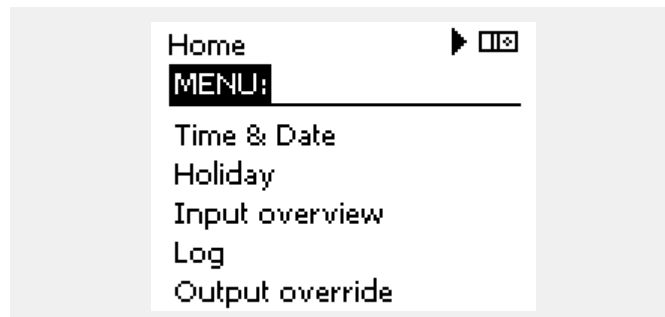 Home
MENU:
Time & Date
Holiday
Input overview
Log
Output override